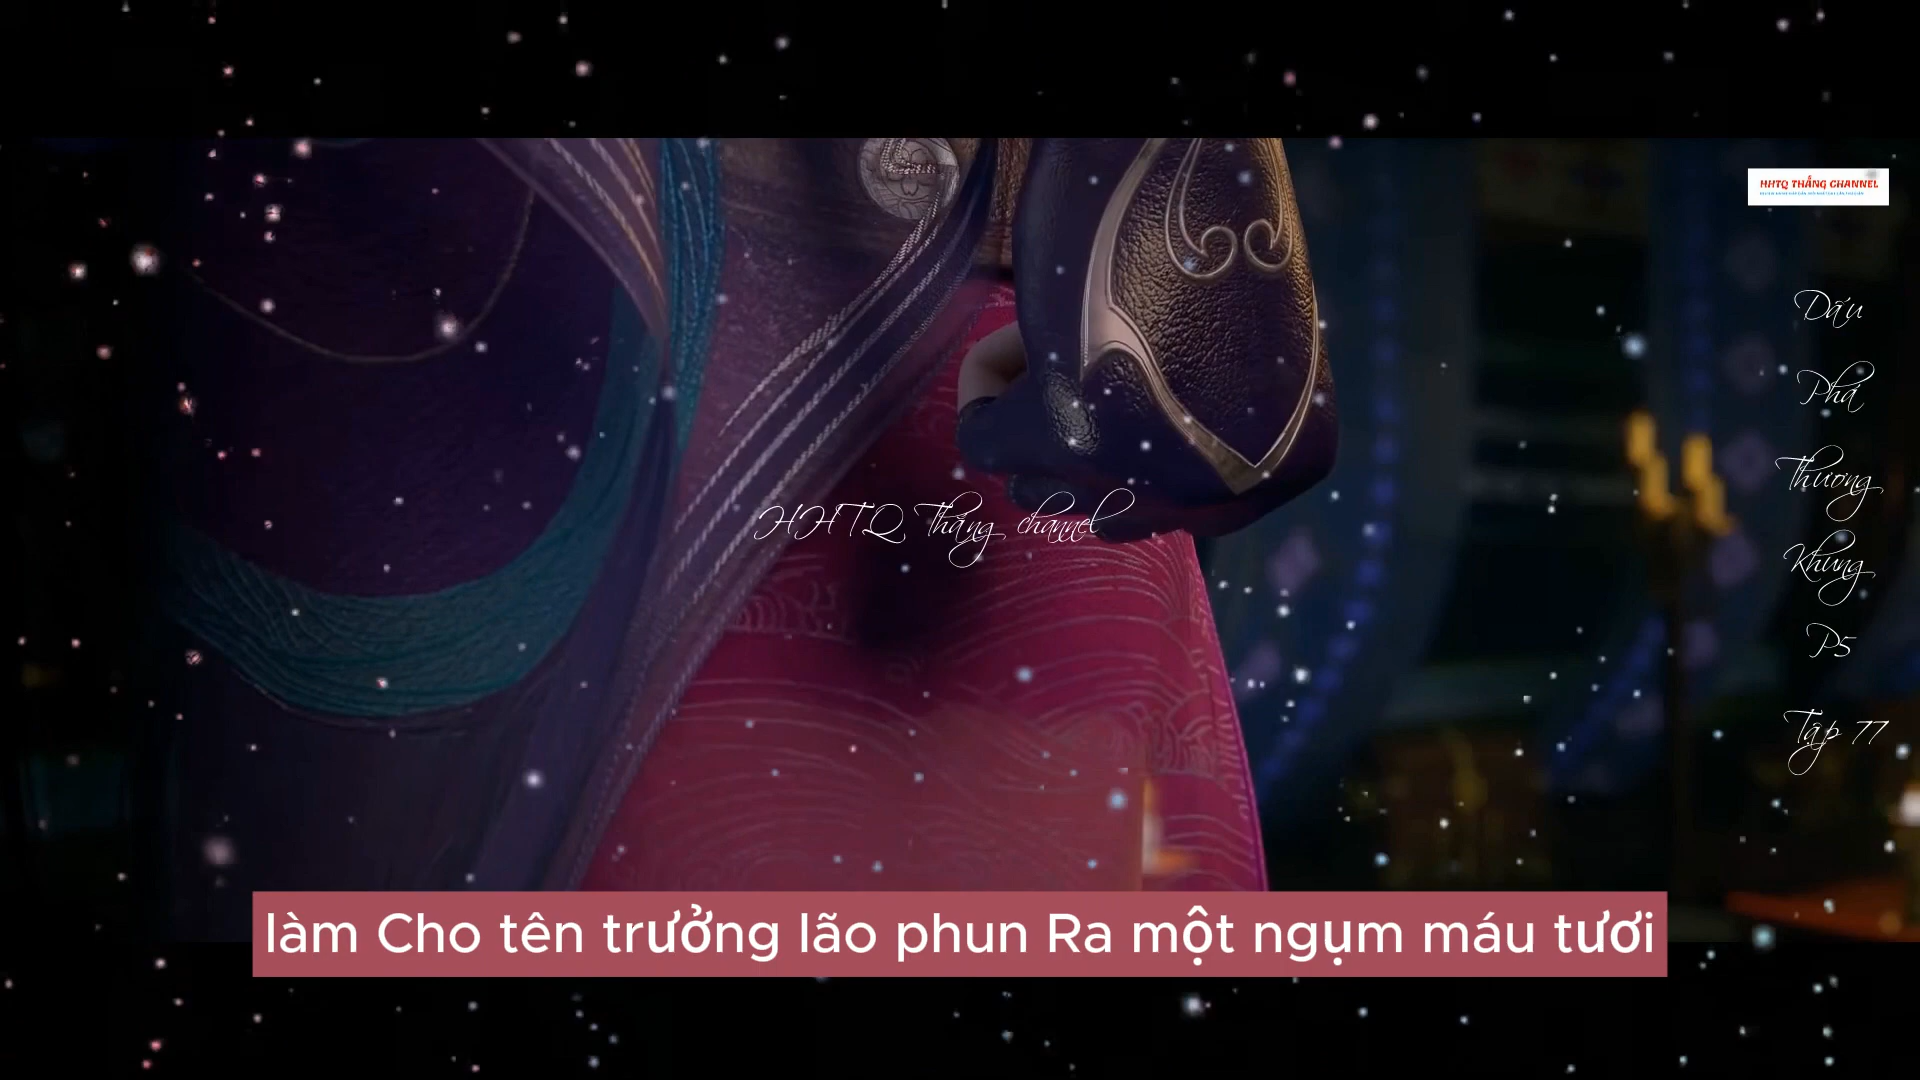 HHTQ THẮNG CHANNEL
Dấu
Phá
Thương
Khung
P5
Tập 77
HHTQ Thắng channel
làm Cho tên trưởng lão phun Ra một ngụm máu tươi